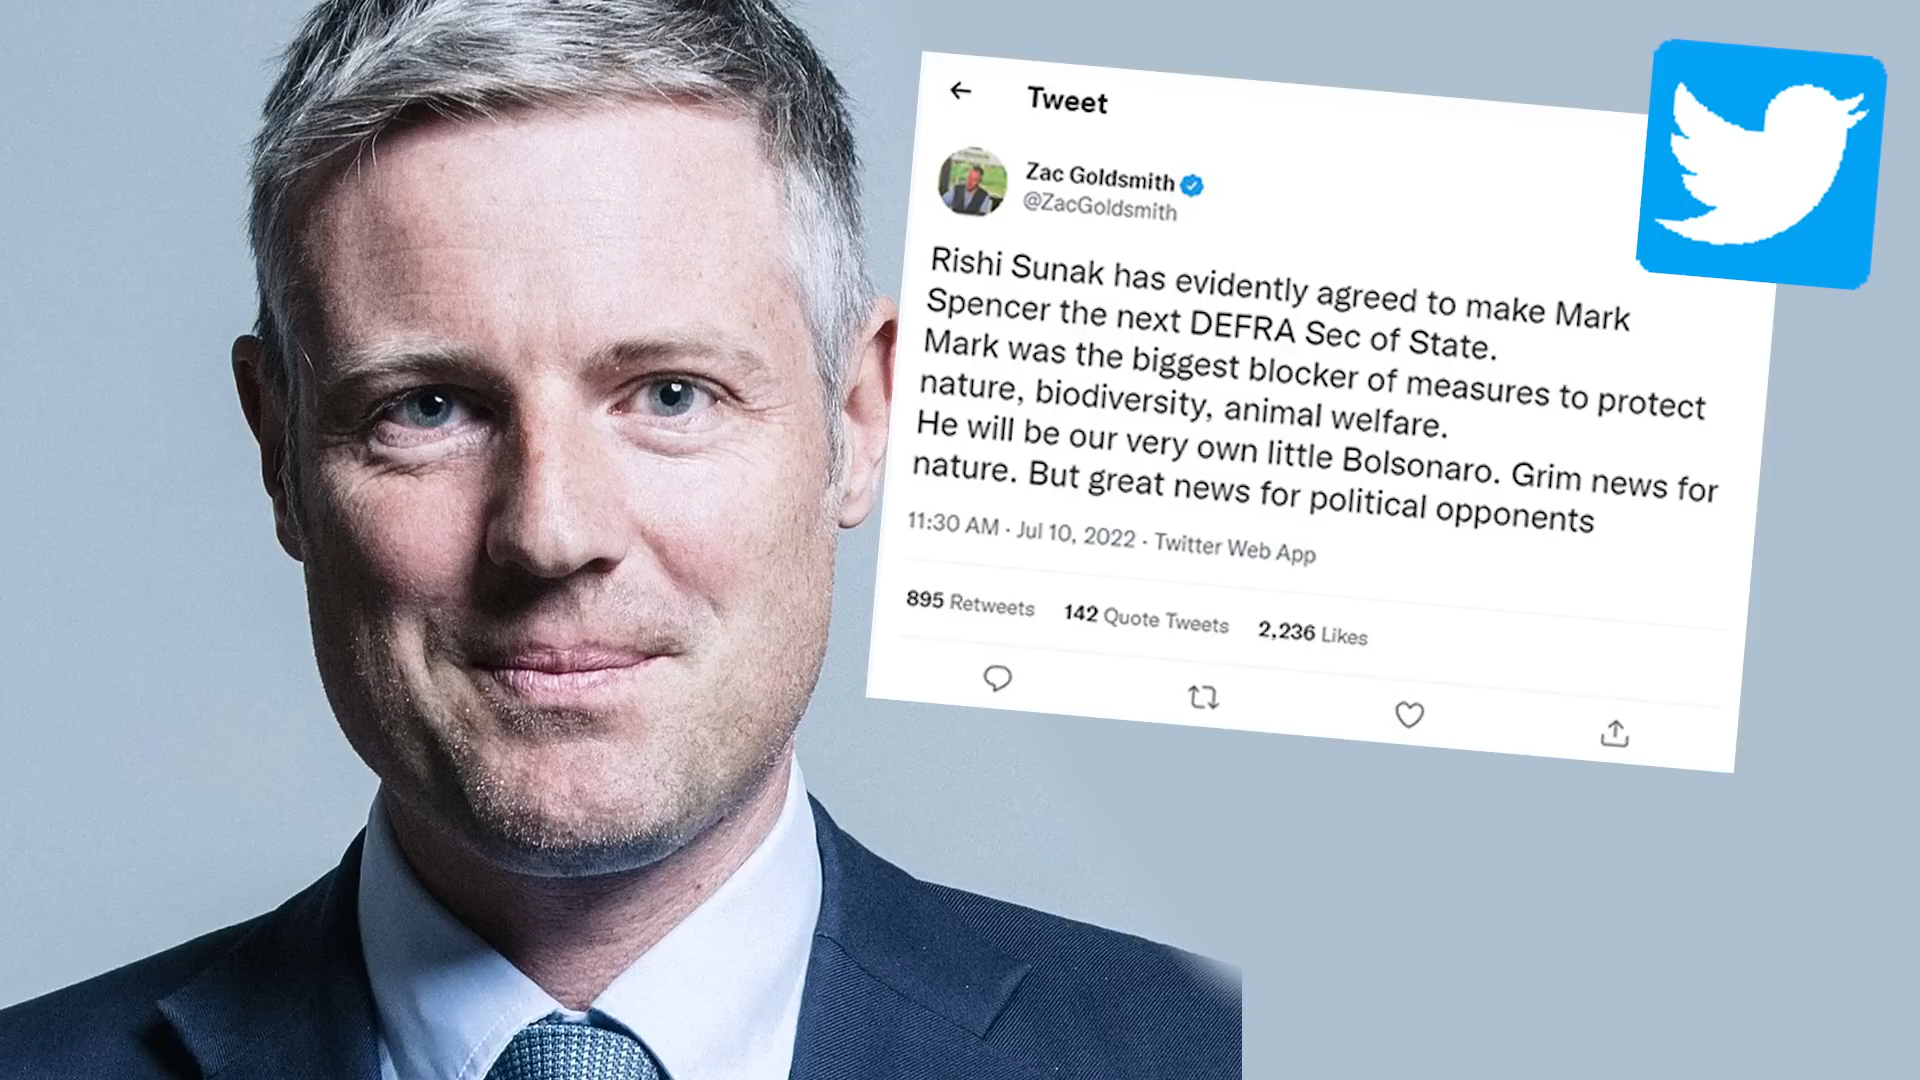 Tweet
Zac Goldsmith
@ZacGoldsmith
Rishi Sunak has evidently agreed to make Mark
Spencer the next DEFRA Sec of State.
Mark was the biggest blocker of measures to protect
nature, biodiversity, animal welfare.
He will be our very own little Bolsonaro. Grim news for
nature. But great news for political opponents
11:30 AM · Jul 10, 2022 · Twitter Web App
895 Retweets 142 Quote Tweets 2,236 Likes